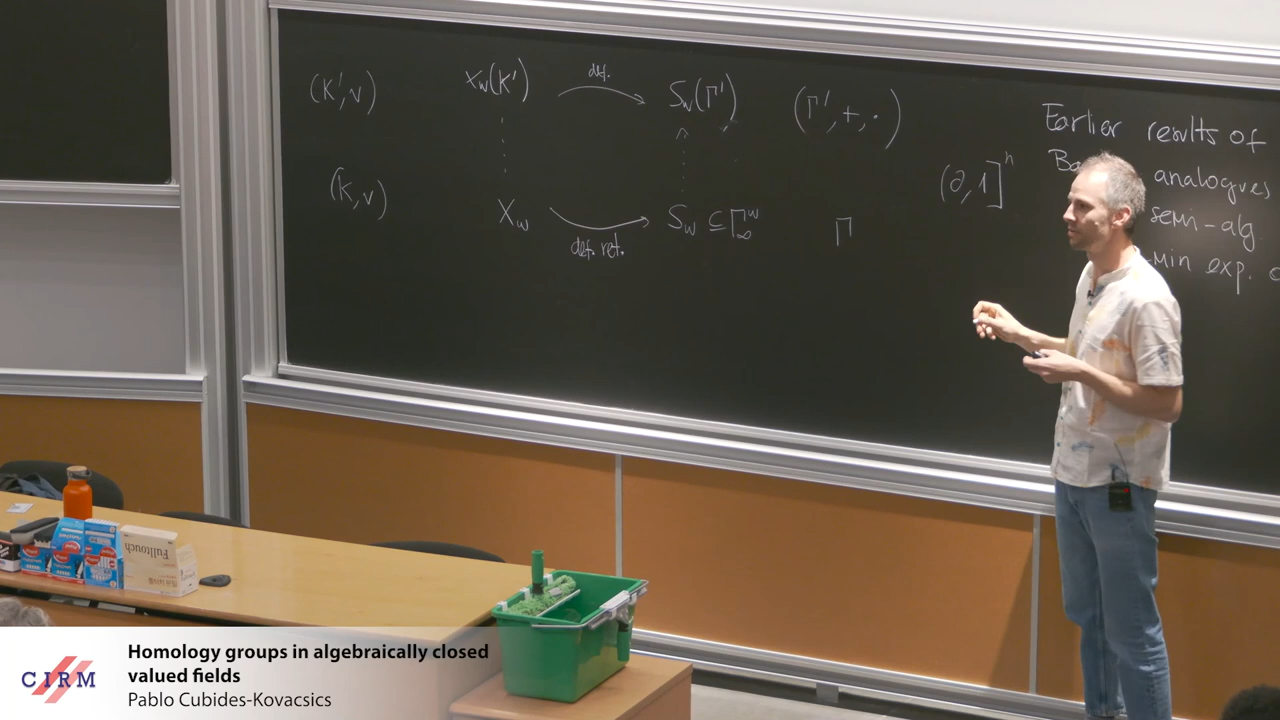 (K',v) X_w(K') def. S_w(Γ') (Γ',+,·)
(K,v) X_w def. ret. S_w ⊆ Γ_∞^w Γ
(0,1]^n
Earlier results of
analogues
semi-alg
min exp.
Fulltouch
CIRM
Homology groups in algebraically closed
valued fields
Pablo Cubides-Kovacsics